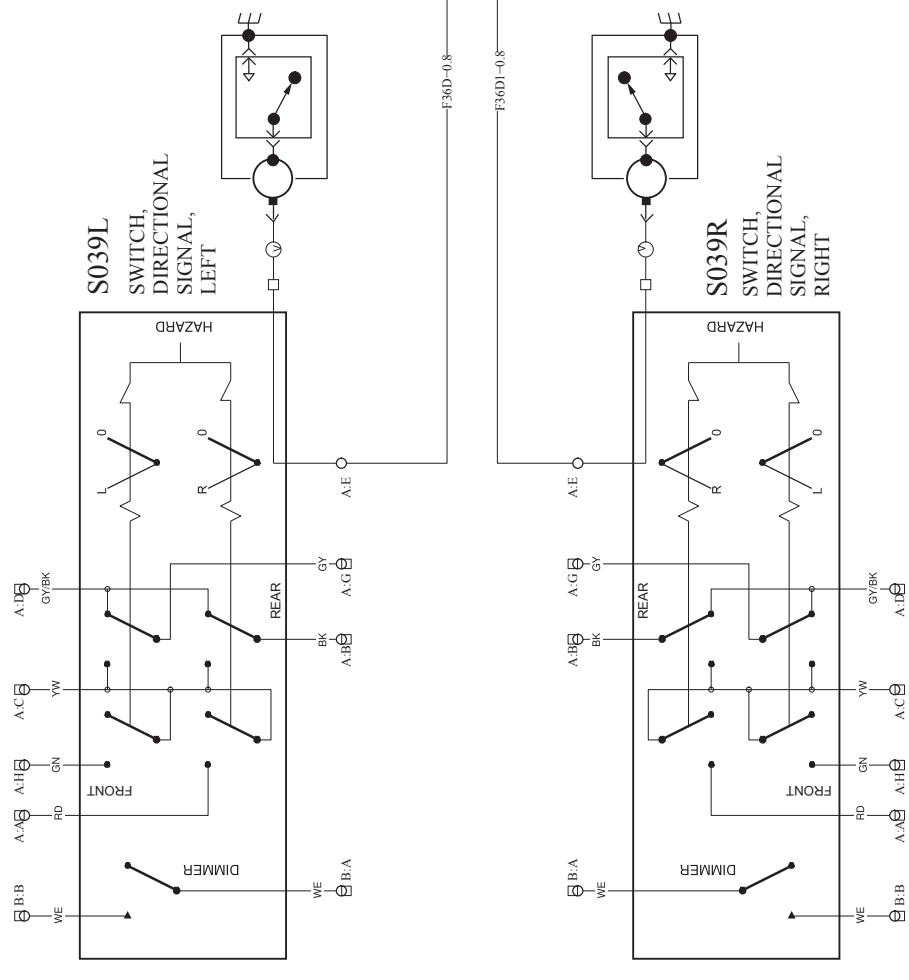 F36D-0.8
F36D1-0.8
V
V
S039L
SWITCH,
DIRECTIONAL
SIGNAL,
LEFT
S039R
SWITCH,
DIRECTIONAL
SIGNAL,
RIGHT
HAZARD
HAZARD
L
0
R
0
R
0
L
0
A:E
A:E
A:D
GY/BK
GY
A:G
A:G
GY
GY/BK
A:D
REAR
REAR
BK
A:B
A:B
BK
A:C
YW
YW
A:C
A:H
GN
GN
A:H
FRONT
FRONT
A:A
RD
RD
A:A
DIMMER
DIMMER
WE
B:A
B:A
WE
B:B
WE
WE
B:B